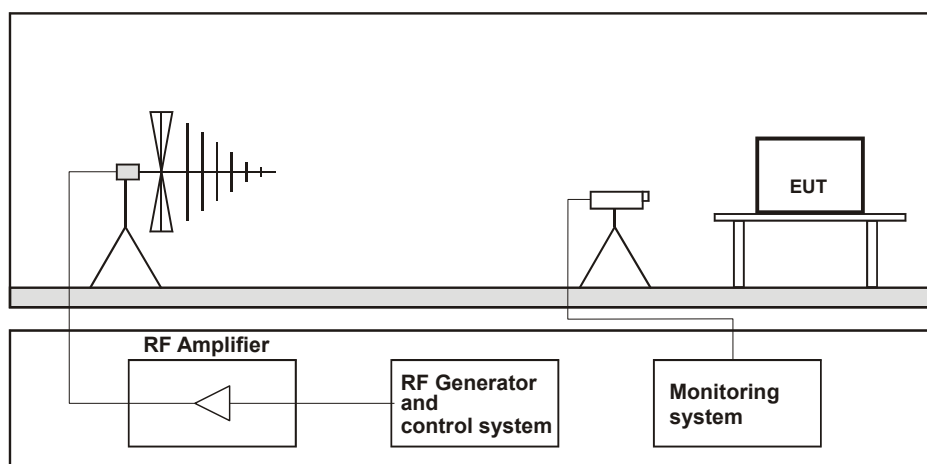 EUT
RF Amplifier
RF Generator
and
control system
Monitoring
system